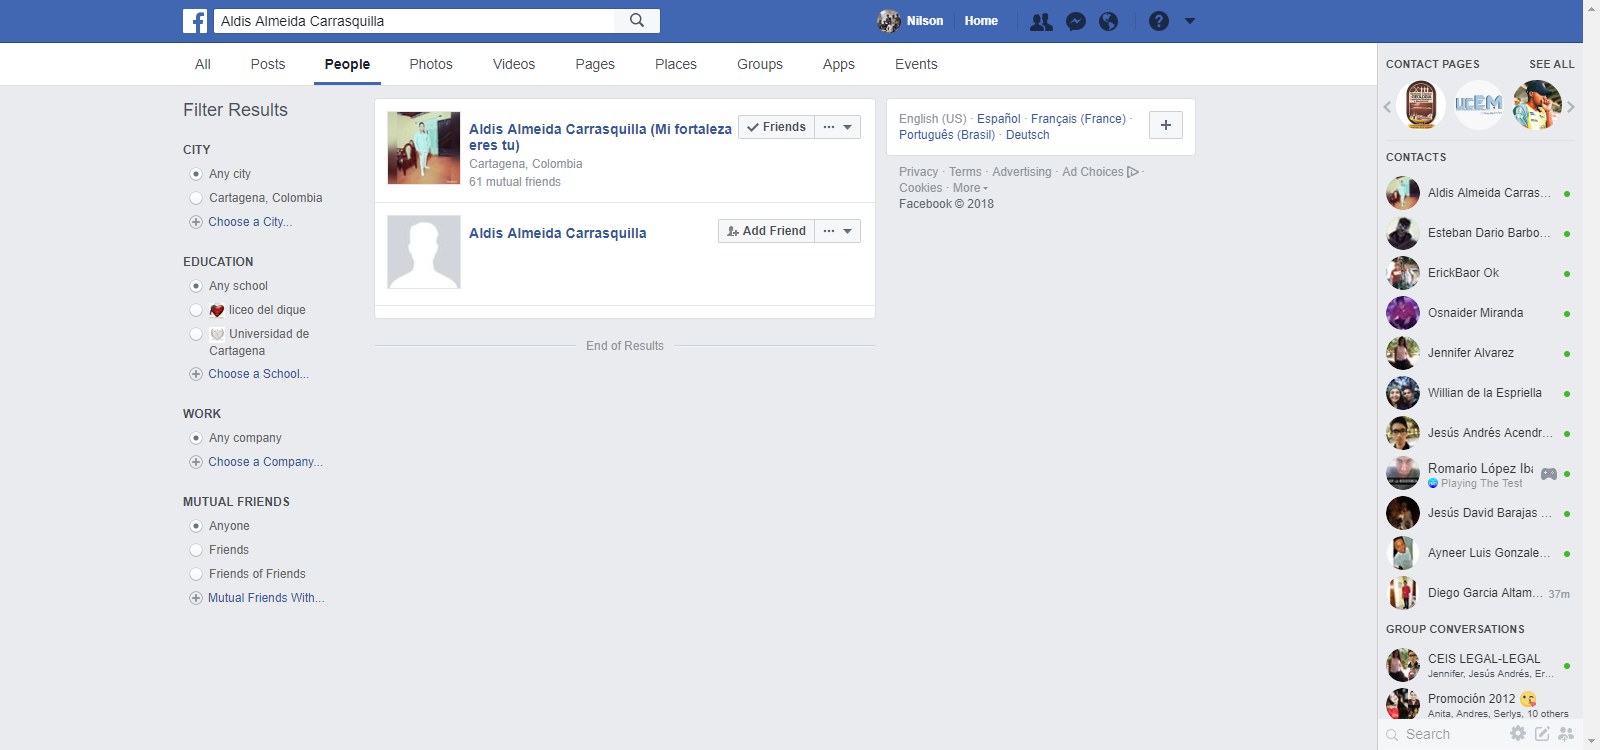 Aldis Almeida Carrasquilla
Nilson
Home
All
Posts
People
Photos
Videos
Pages
Places
Groups
Apps
Events
Filter Results
CITY
Any city
Cartagena, Colombia
Choose a City...
EDUCATION
Any school
liceo del dique
Universidad de
Cartagena
Choose a School...
WORK
Any company
Choose a Company...
MUTUAL FRIENDS
Anyone
Friends
Friends of Friends
Mutual Friends With...
Aldis Almeida Carrasquilla (Mi fortaleza
eres tu)
Cartagena, Colombia
61 mutual friends
Friends
Aldis Almeida Carrasquilla
Add Friend
End of Results
English (US) · Español · Français (France) ·
Português (Brasil) · Deutsch
Privacy · Terms · Advertising · Ad Choices ·
Cookies · More
Facebook © 2018
CONTACT PAGES
SEE ALL
UCEM
CONTACTS
Aldis Almeida Carras...
Esteban Dario Barbo...
ErickBaor Ok
Osnaider Miranda
Jennifer Alvarez
Willian de la Espriella
Jesús Andrés Acendr...
Romario López Iba
Playing The Test
Jesús David Barajas ...
Ayneer Luis Gonzale...
Diego Garcia Altam...
37m
GROUP CONVERSATIONS
CEIS LEGAL-LEGAL
Jennifer, Jesús Andrés, Er...
Promoción 2012 😘
Anita, Andres, Serlys, 10 others
Search